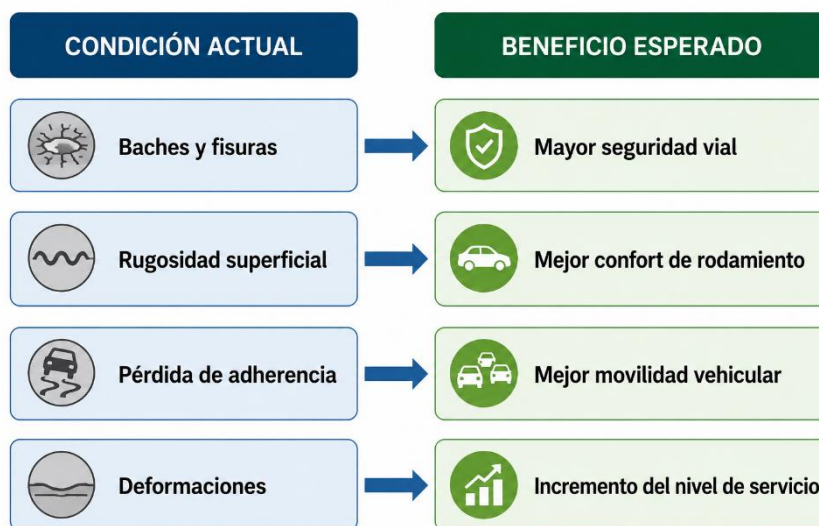 CONDICIÓN ACTUAL
BENEFICIO ESPERADO
Baches y fisuras
Mayor seguridad vial
Rugosidad superficial
Mejor confort de rodamiento
Pérdida de adherencia
Mejor movilidad vehicular
Deformaciones
Incremento del nivel de servicio